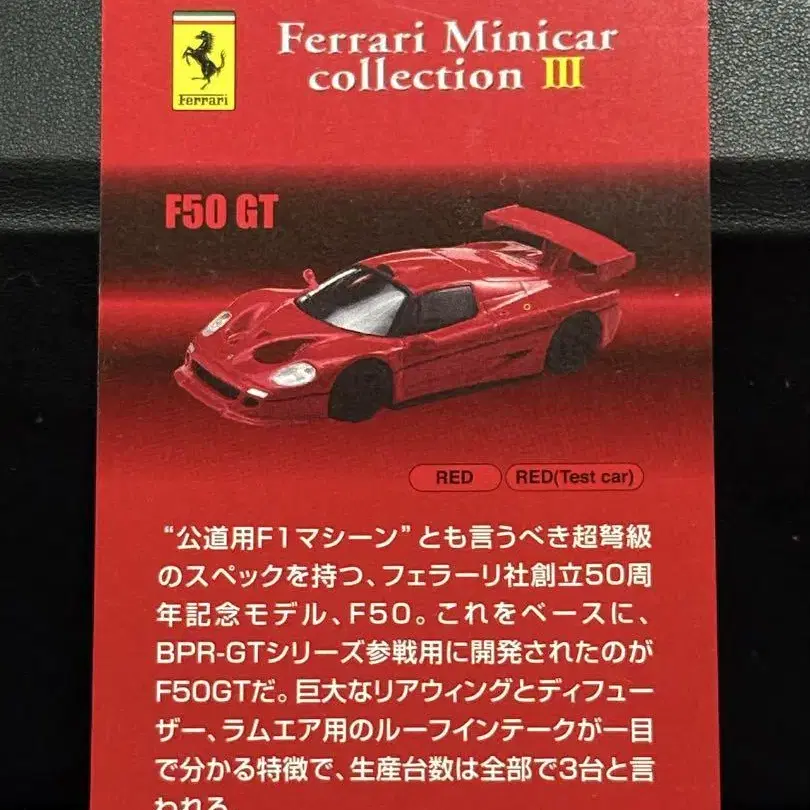 Ferrari
Ferrari Minicar
collection III
F50 GT
RED
RED(Test car)
“公道用F1マシーン”とも言うべき超弩級
のスペックを持つ、フェラーリ社創立50周
年記念モデル、F50。これをベースに、
BPR-GTシリーズ参戦用に開発されたのが
F50GTだ。巨大なリアウィングとディフュー
ザー、ラムエア用のルーフインテークが一目
で分かる特徴で、生産台数は全部で3台と言
われる